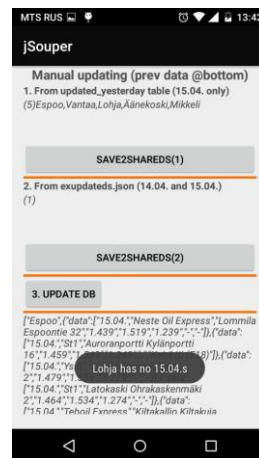 MTS RUS
13:42
jSouper
Manual updating (prev data @bottom)
1. From updated_yesterday table (15.04. only)
(5)Espoo,Vantaa,Lohja,Äänekoski,Mikkeli
SAVE2SHAREDS(1)
2. From exupdateds.json (14.04. and 15.04.)
(1)
SAVE2SHAREDS(2)
3. UPDATE DB
["Espoo",{"data":["15.04.","Neste Oil Express","Lommila
Espoontie 32","1.439","1.519","1.239","-","-"]},{"data":
["15.04.","St1","Auroranportti Kylänportti
16","1.459"
["15.04.","Ys
2","1.479",
Lohja has no 15.04.s
["15.04.","St1","Latokaski Ohrakaskenmäki
2","1.464","1.534","1.274","-","-"]},{"data":
["15.04.","Teboil Express","Kiltakallio Kiltakuja